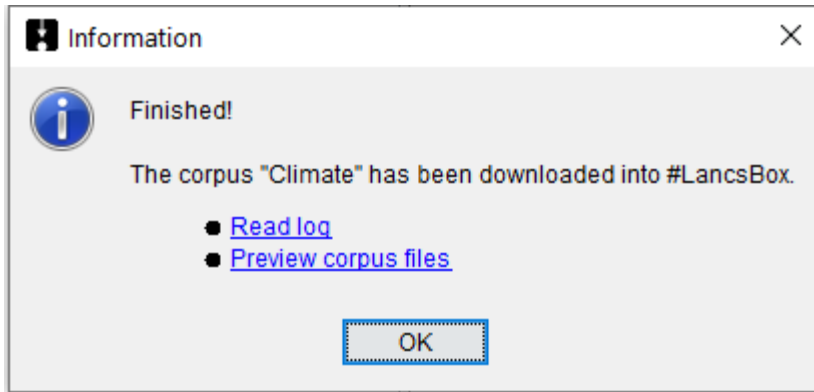 Information
Finished!
The corpus "Climate" has been downloaded into #LancsBox.
Read log
Preview corpus files
OK